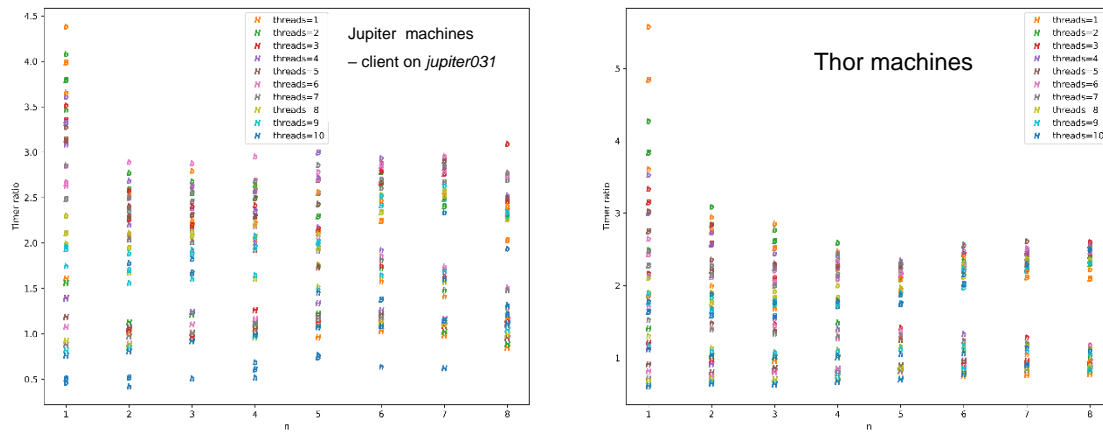 4.5
4.0
3.5
3.0
2.5
2.0
1.5
1.0
0.5
Timer ratio
1 2 3 4 5 6 7 8
n
H threads=1
H threads=2
H threads=3
H threads=4
H threads=5
H threads=6
H threads=7
H threads 8
H threads=9
H threads=10
Jupiter machines
– client on jupiter031
5
4
3
2
1
Timer ratio
1 2 3 4 5 6 7 8
n
Thor machines
H threads=1
H threads=2
H threads=3
H threads=4
H threads=5
H threads=6
H threads=7
H threads 8
H threads=9
H threads=10